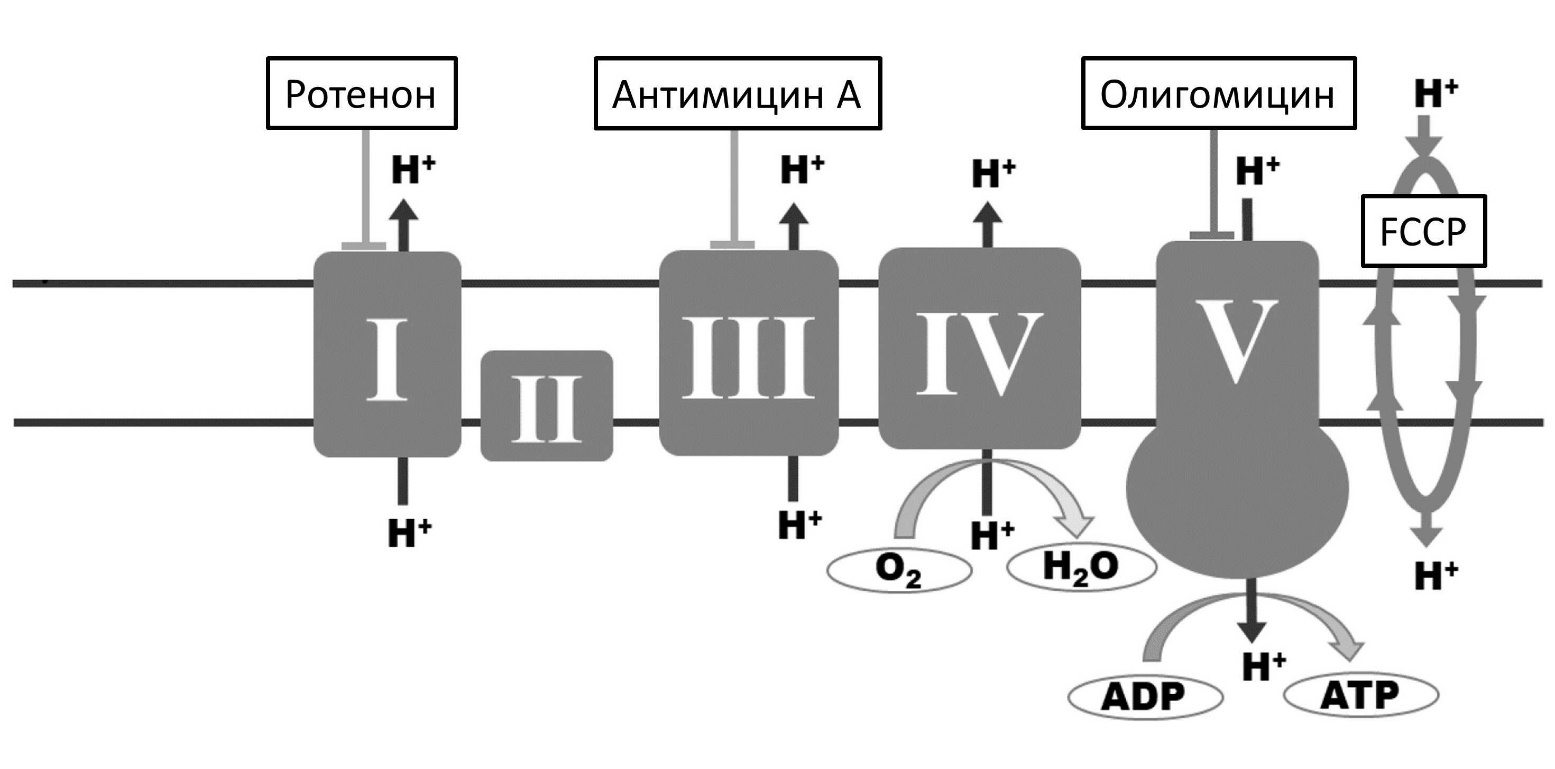 Ротенон
Антимицин А
Олигомицин
H⁺
H⁺
H⁺
H⁺
H⁺
FCCP
I
II
III
IV
V
H⁺
H⁺
H⁺
O₂
H₂O
H⁺
H⁺
ADP
ATP